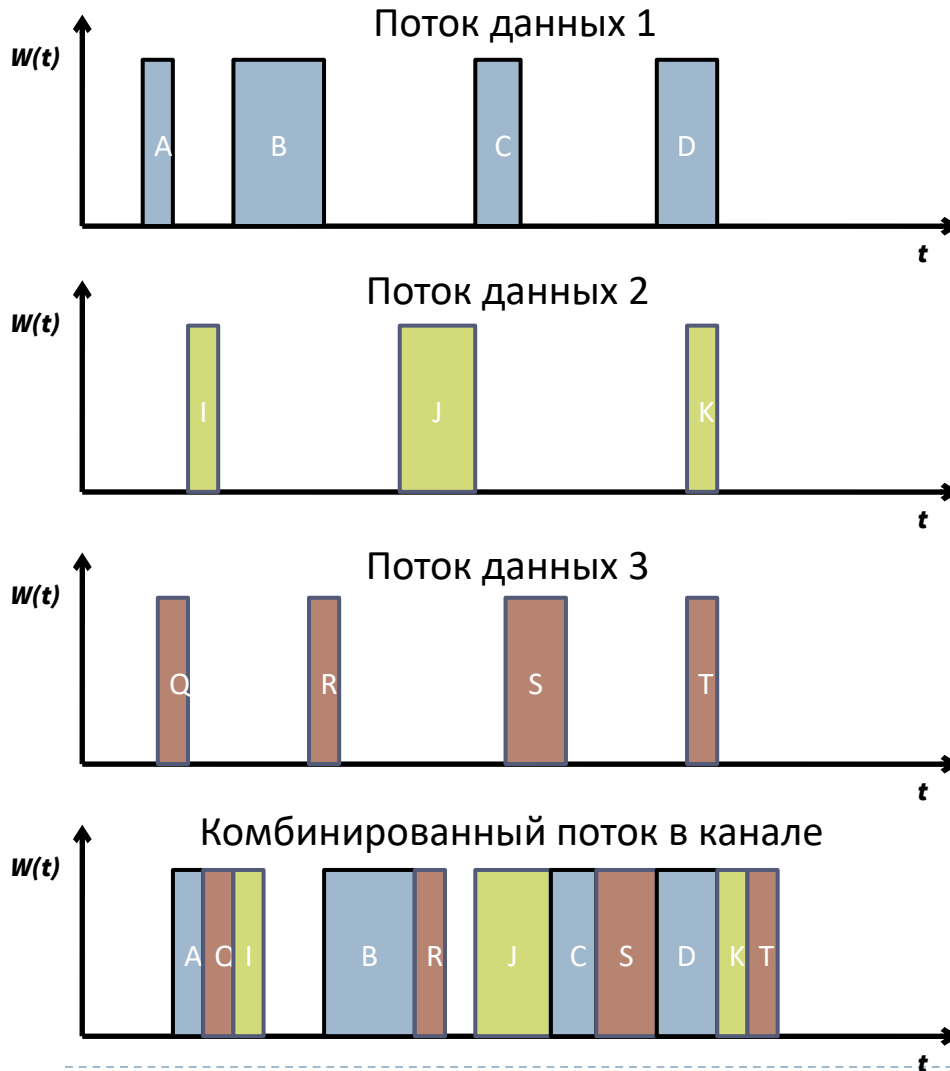 Поток данных 1
W(t)
A B C D
t
Поток данных 2
W(t)
I J K
t
Поток данных 3
W(t)
Q R S T
t
Комбинированный поток в канале
W(t)
A Q I B R J C S D K T
t